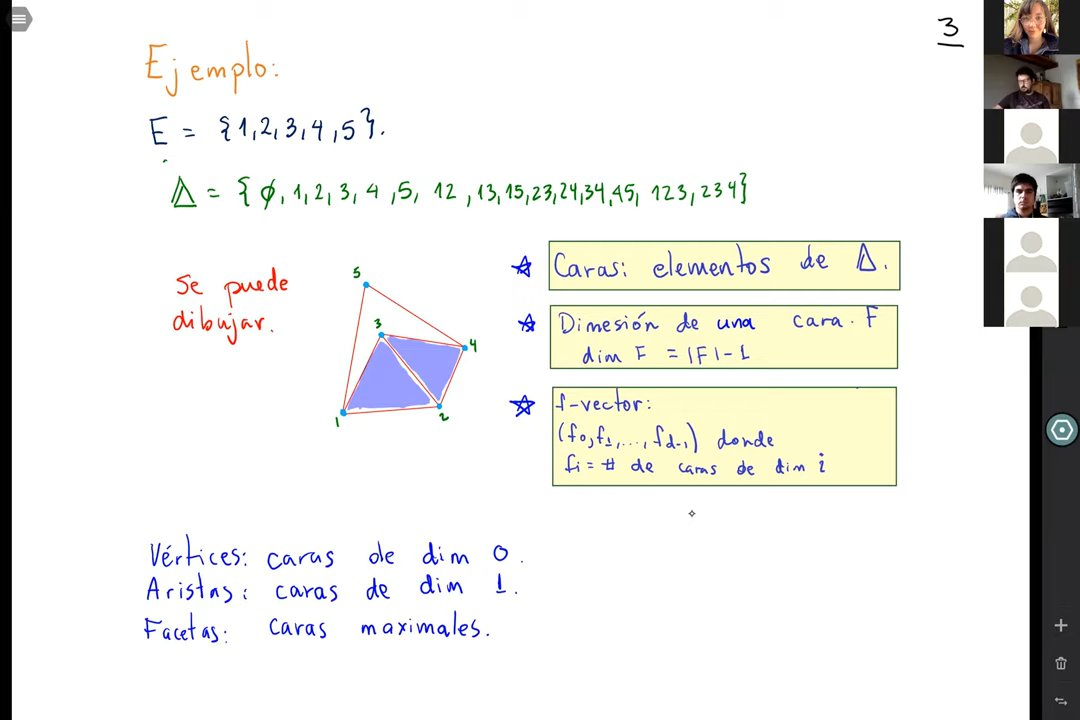 3
Ejemplo:
E = {1,2,3,4,5}.
Δ = {∅, 1, 2, 3, 4, 5, 12, 13, 15, 23, 24, 34, 45, 123, 234}
Se puede
dibujar.
5
3
4
1
2
☆ Caras: elementos de Δ.
☆ Dimesión de una cara. F
dim F = |F|-1
☆ f-vector:
(f₀, f₁, ..., f_d-1) donde
fi = # de caras de dim i
Vértices: caras de dim 0.
Aristas: caras de dim 1.
Facetas: caras maximales.